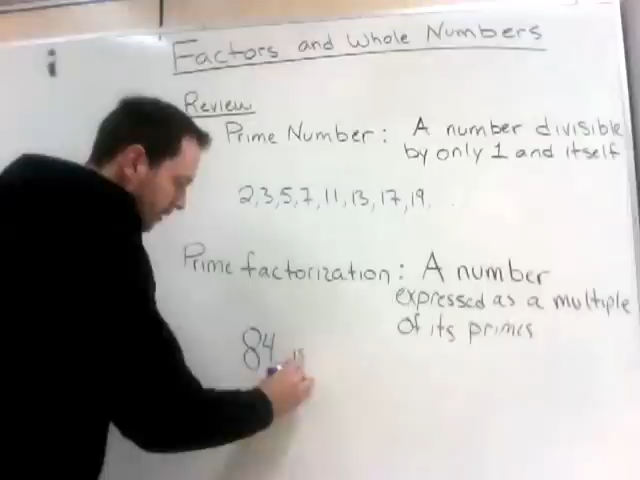 Factors and Whole Numbers
Review
Prime Number: A number divisible
by only 1 and itself
2,3,5,7,11,13,17,19,
Prime factorization: A number
expressed as a multiple
of its primes
84